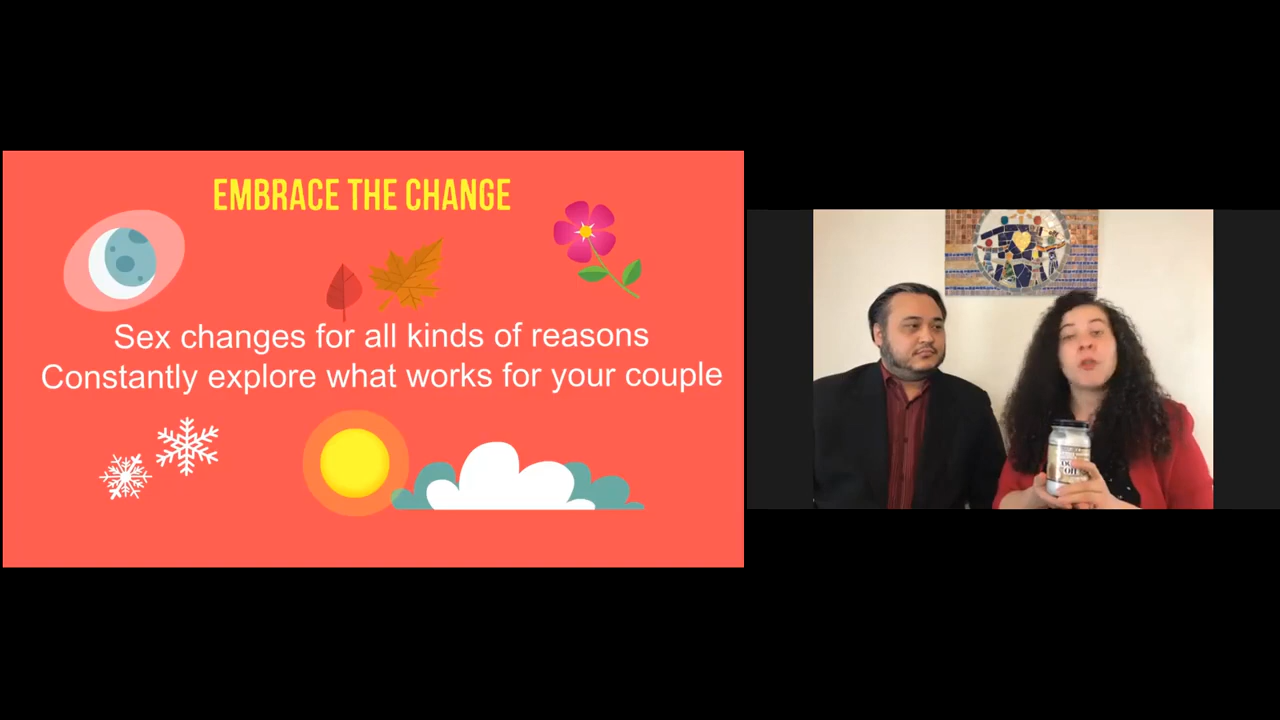 EMBRACE THE CHANGE
Sex changes for all kinds of reasons
Constantly explore what works for your couple